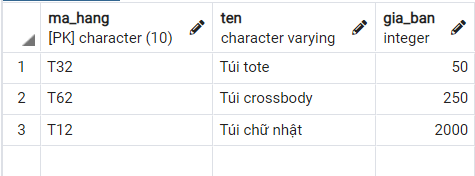 ma_hang ten gia_ban
[PK] character (10) character varying integer
1 T32 Túi tote 50
2 T62 Túi crossbody 250
3 T12 Túi chữ nhật 2000